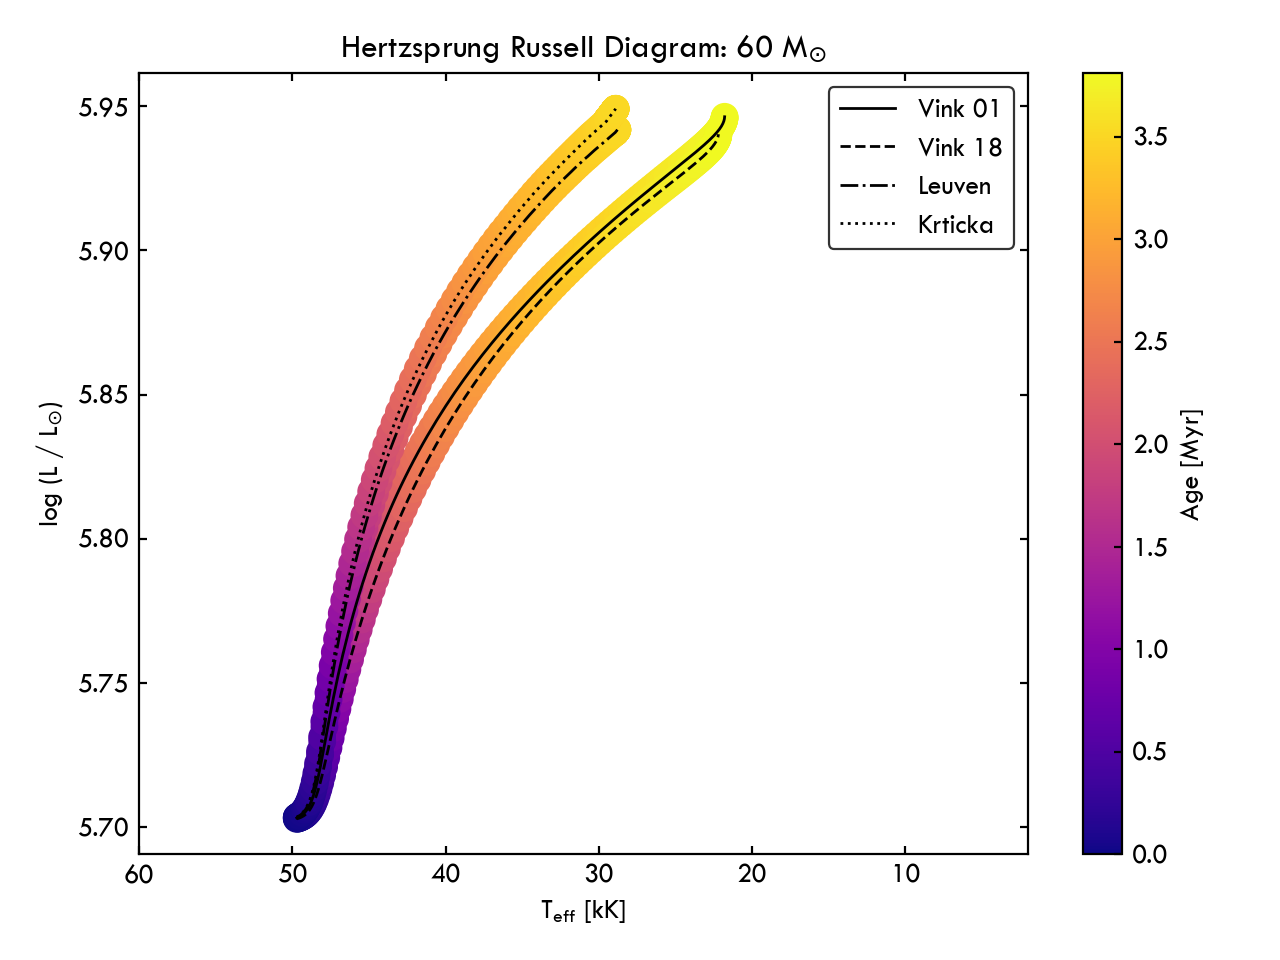 Hertzsprung Russell Diagram: 60 M⊙
Vink 01
Vink 18
Leuven
Krticka
5.95
5.90
5.85
5.80
5.75
5.70
log (L / L⊙)
60 50 40 30 20 10
T_eff [kK]
3.5
3.0
2.5
2.0
1.5
1.0
0.5
0.0
Age [Myr]